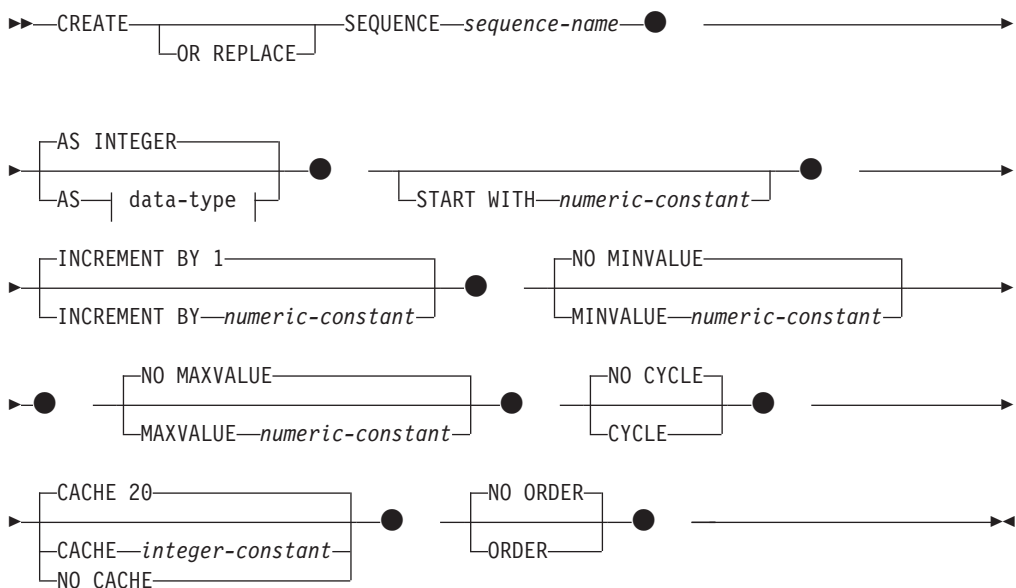 CREATE SEQUENCE sequence-name
OR REPLACE
AS INTEGER
AS data-type START WITH numeric-constant
INCREMENT BY 1 NO MINVALUE
INCREMENT BY numeric-constant MINVALUE numeric-constant
NO MAXVALUE NO CYCLE
MAXVALUE numeric-constant CYCLE
CACHE 20 NO ORDER
CACHE integer-constant ORDER
NO CACHE